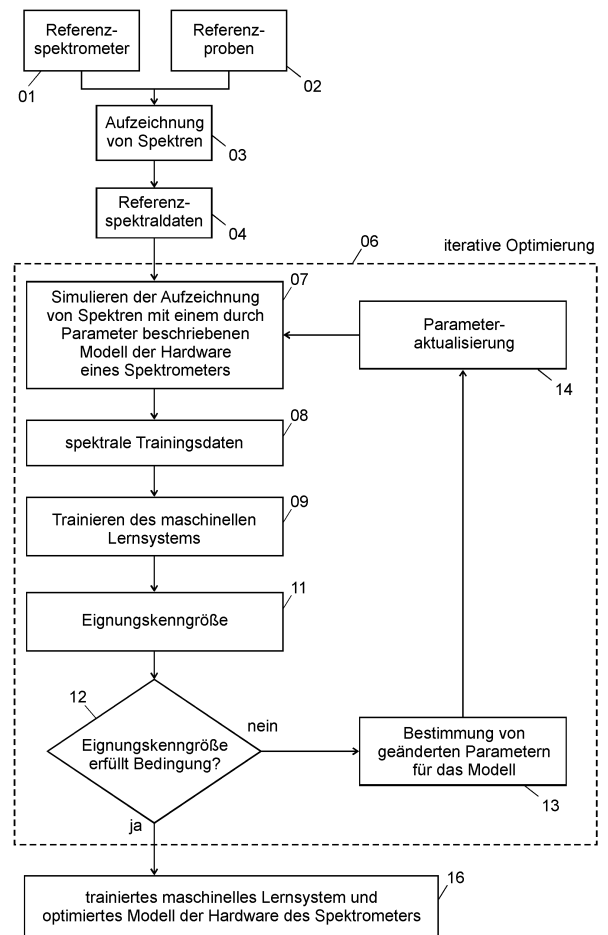 Referenz-
spektrometer
01
Referenz-
proben
02
Aufzeichnung
von Spektren
03
Referenz-
spektraldaten
04
06
iterative Optimierung
07
Simulieren der Aufzeichnung
von Spektren mit einem durch
Parameter beschriebenen
Modell der Hardware
eines Spektrometers
Parameter-
aktualisierung
14
08
spektrale Trainingsdaten
09
Trainieren des maschinellen
Lernsystems
11
Eignungskenngröße
12
Eignungskenngröße
erfüllt Bedingung?
nein
ja
Bestimmung von
geänderten Parametern
für das Modell
13
16
trainiertes maschinelles Lernsystem und
optimiertes Modell der Hardware des Spektrometers